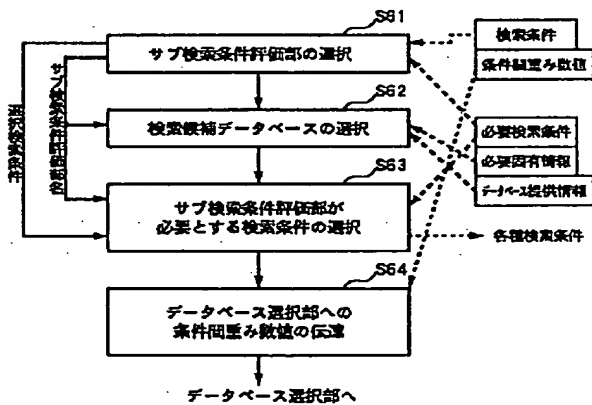 S61
サブ検索条件評価部の選択
検索条件
条件間重み数値
S62
検索候補データベースの選択
必要検索条件
必要固有情報
データベース提供情報
S63
サブ検索条件評価部が
必要とする検索条件の選択
各種検索条件
S64
データベース選択部への
条件間重み数値の伝達
データベース選択部へ